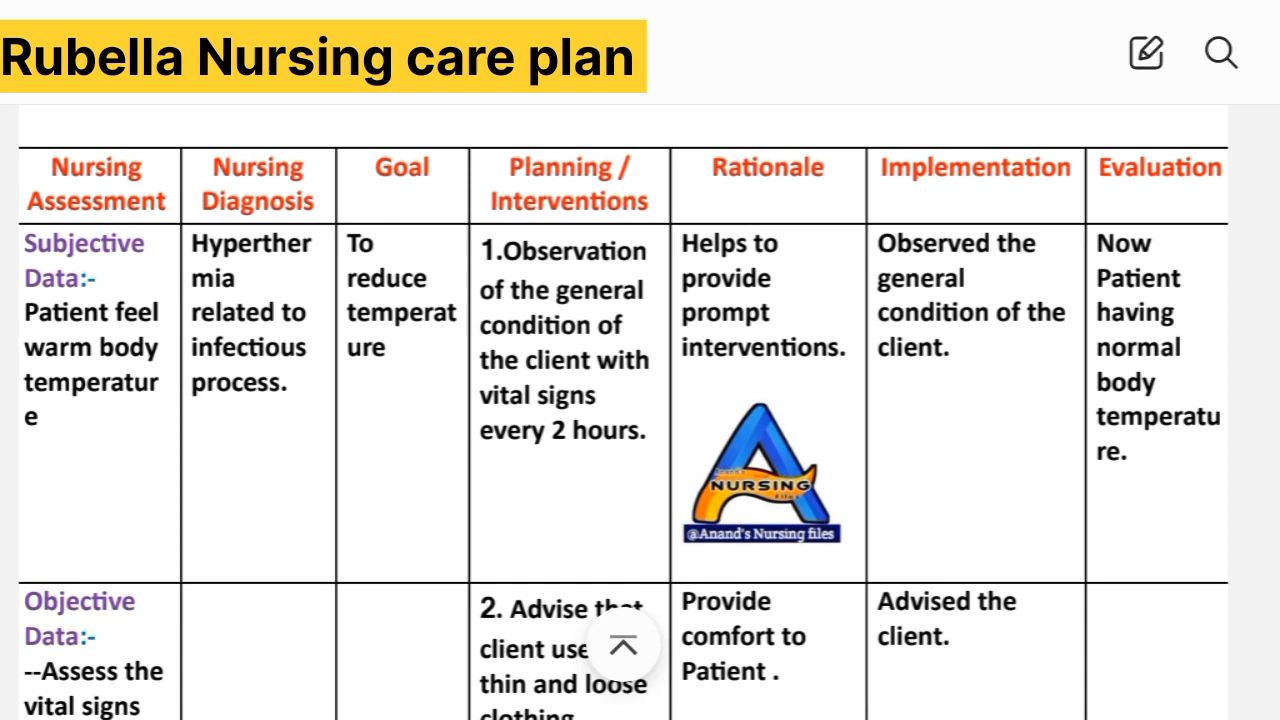 Rubella Nursing care plan
Nursing
Assessment
Nursing
Diagnosis
Goal
Planning /
Interventions
Rationale
Implementation
Evaluation
Subjective
Data:-
Patient feel
warm body
temperatur
e
Hyperther
mia
related to
infectious
process.
To
reduce
temperat
ure
1.Observation
of the general
condition of
the client with
vital signs
every 2 hours.
Helps to
provide
prompt
interventions.
NURSING
@Anand's Nursing files
Observed the
general
condition of the
client.
Now
Patient
having
normal
body
temperatu
re.
Objective
Data:-
--Assess the
vital signs
2. Advise that
client use
thin and loose
clothing
Provide
comfort to
Patient .
Advised the
client.